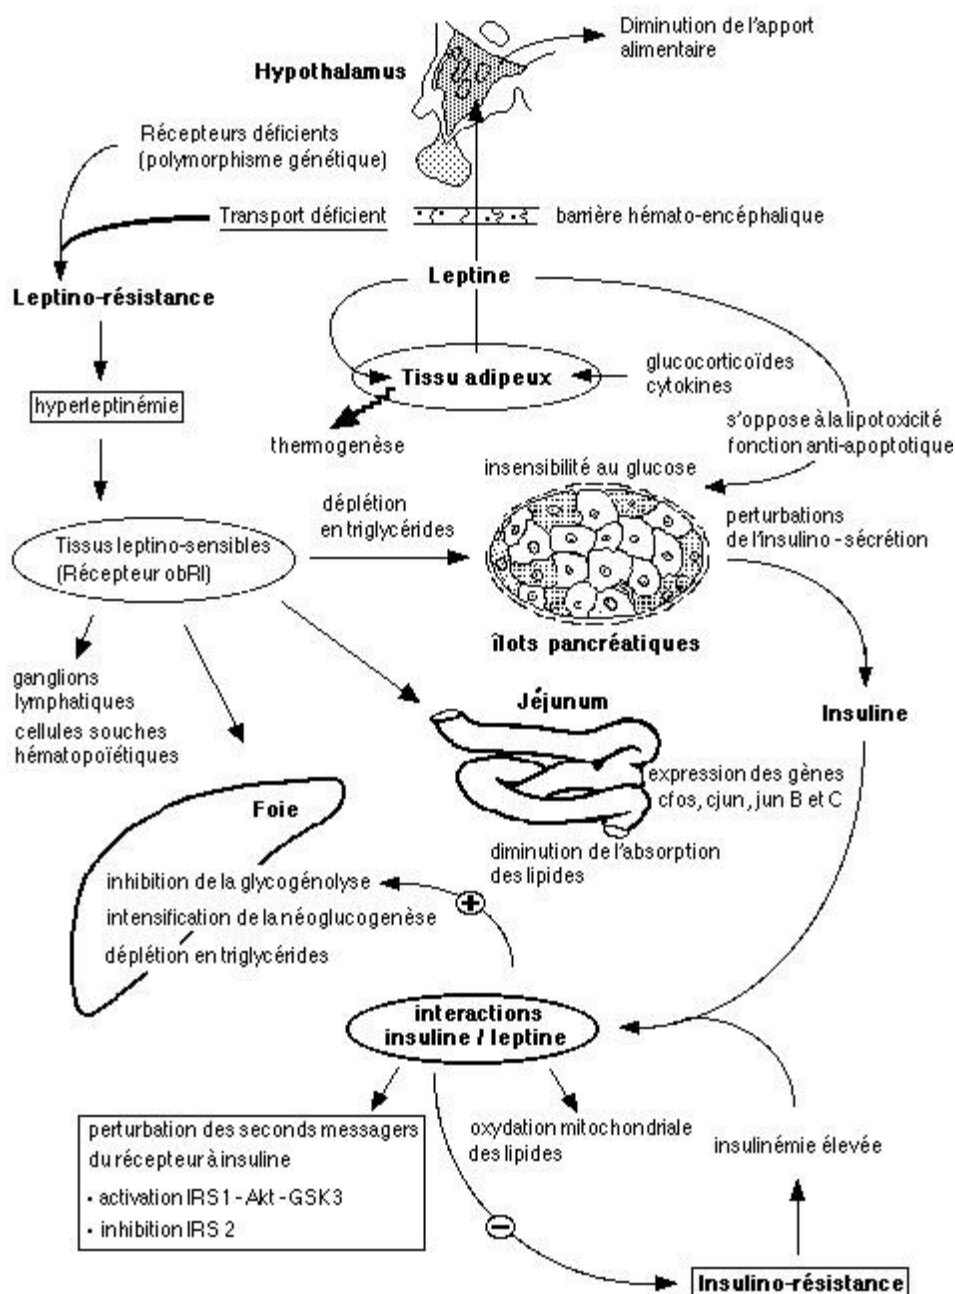 Diminution de l'apport
alimentaire
Hypothalamus
Récepteurs déficients
(polymorphisme génétique)
Transport déficient
barrière hémato-encéphalique
Leptine
Leptino-résistance
Tissu adipeux
glucocorticoïdes
cytokines
hyperleptinémie
thermogenèse
s'oppose à la lipotoxicité
fonction anti-apoptotique
insensibilité au glucose
déplétion
en triglycérides
perturbations
de l'insulino-sécrétion
Tissus leptino-sensibles
(Récepteur obRl)
îlots pancréatiques
ganglions
lymphatiques
cellules souches
hématopoïétiques
Jéjunum
Insuline
expression des gènes
cfos, cjun, jun B et C
Foie
diminution de l'absorption
des lipides
inhibition de la glycogénolyse
+
intensification de la néoglucogenèse
déplétion en triglycérides
interactions
insuline / leptine
perturbation des seconds messagers
du récepteur à insuline
• activation IRS1 - Akt - GSK3
• inhibition IRS 2
oxydation mitochondriale
des lipides
insulinémie élevée
−
Insulino-résistance